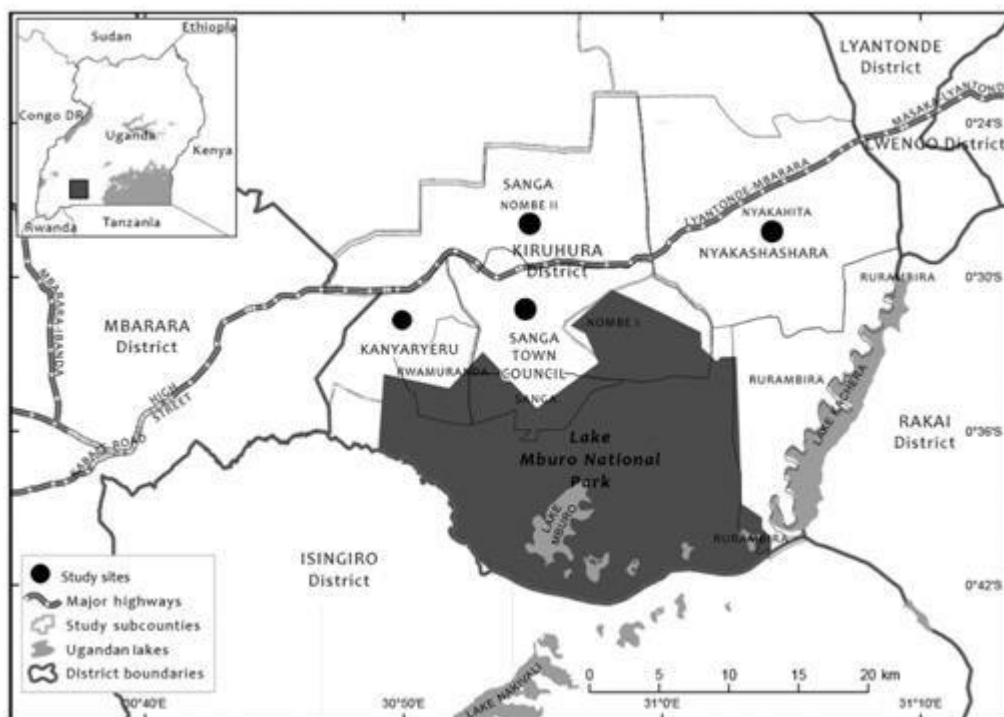 Sudan
Ethiopia
Congo DR
Uganda
Kenya
Rwanda
Tanzania
LYANTONDE
District
MASAKA-LYANTONDE
0°24'S
LWENGO District
SANGA
NOMBE II
LYANTONDE-MBARARA
NYAKAHITA
NYAKASHASHARA
KIRUHURA
District
RURAMBIRA
0°30'S
MBARARA-IBANDA
MBARARA
District
KANYARYERU
SANGA
TOWN
COUNCIL
NOMBE I
RWAMURANDA
SANGA
RURAMBIRA
LAKE KACHERA
RAKAI
District
HIGH
STREET
KABALE ROAD
0°36'S
Lake
Mburo National
Park
LAKE
MBURO
RURAMBIRA
ISINGIRO
District
0°42'S
Study sites
Major highways
Study subcounties
Ugandan lakes
District boundaries
LAKE NAKIVALI
0 5 10 15 20 km
30°40'E
30°50'E
31°0'E
31°10'E